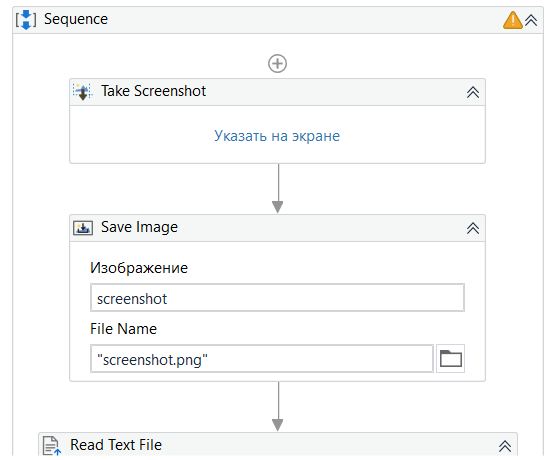 Sequence
Take Screenshot
Указать на экране
Save Image
Изображение
screenshot
File Name
"screenshot.png"
Read Text File